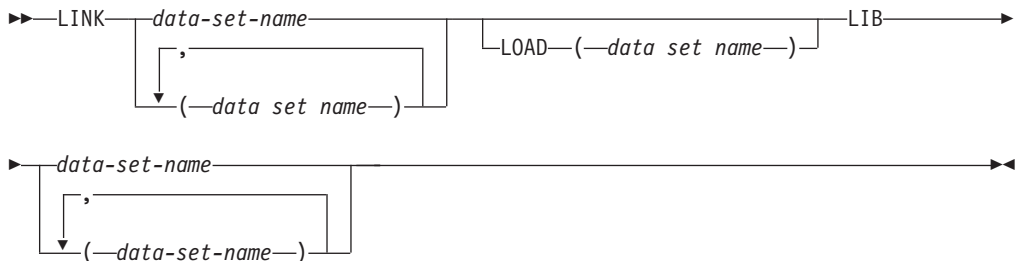 LINK data-set-name LIB
,
LOAD ( data set name )
( data set name )
data-set-name
,
( data-set-name )